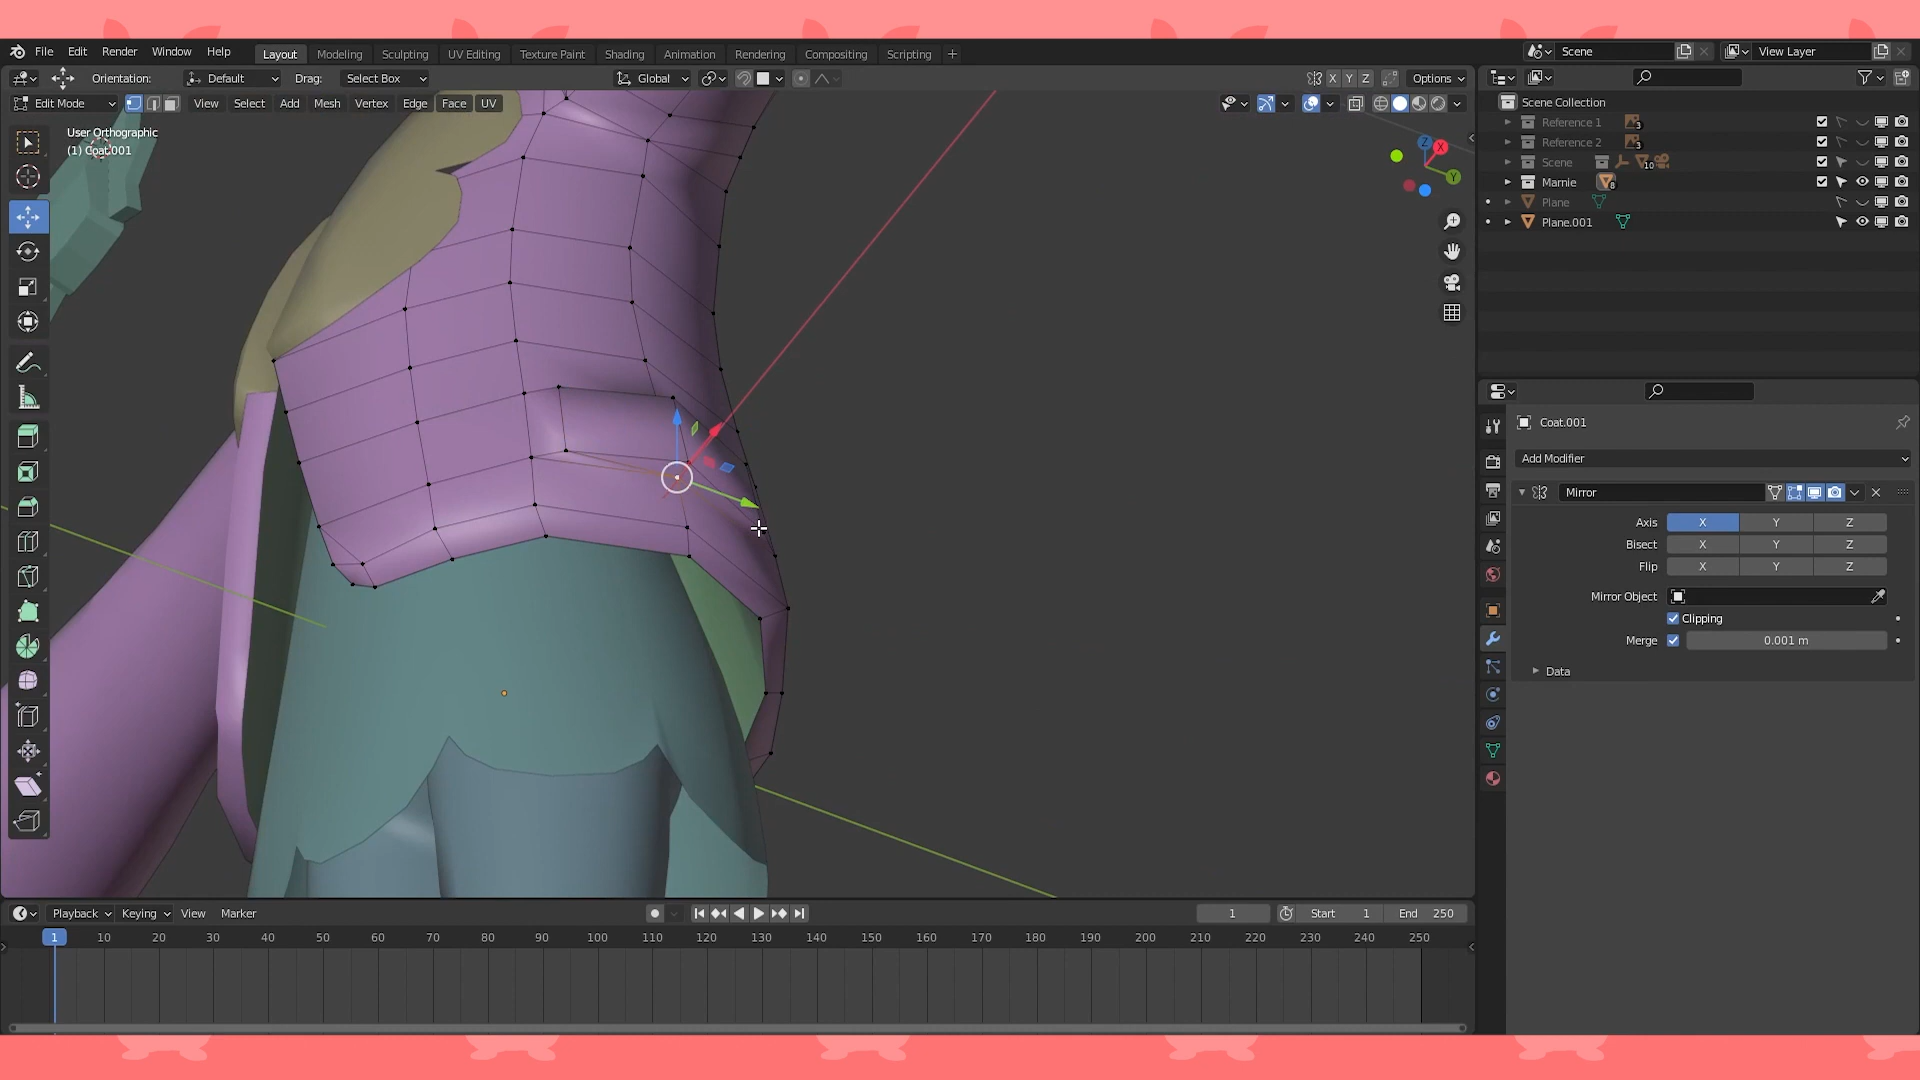 File Edit Render Window Help Layout Modeling Sculpting UV Editing Texture Paint Shading Animation Rendering Compositing Scripting + Scene View Layer
Orientation: Default Drag: Select Box Global X Y Z Options
Edit Mode View Select Add Mesh Vertex Edge Face UV
User Orthographic
(1) Coat.001
Z X Y
Scene Collection
Reference 1 3
Reference 2 3
Scene 10
Marnie 8
Plane
Plane.001
Coat.001
Add Modifier
Mirror
Axis X Y Z
Bisect X Y Z
Flip X Y Z
Mirror Object
Clipping
Merge 0.001 m
Data
Playback Keying View Marker 1 Start 1 End 250
1 10 20 30 40 50 60 70 80 90 100 110 120 130 140 150 160 170 180 190 200 210 220 230 240 250